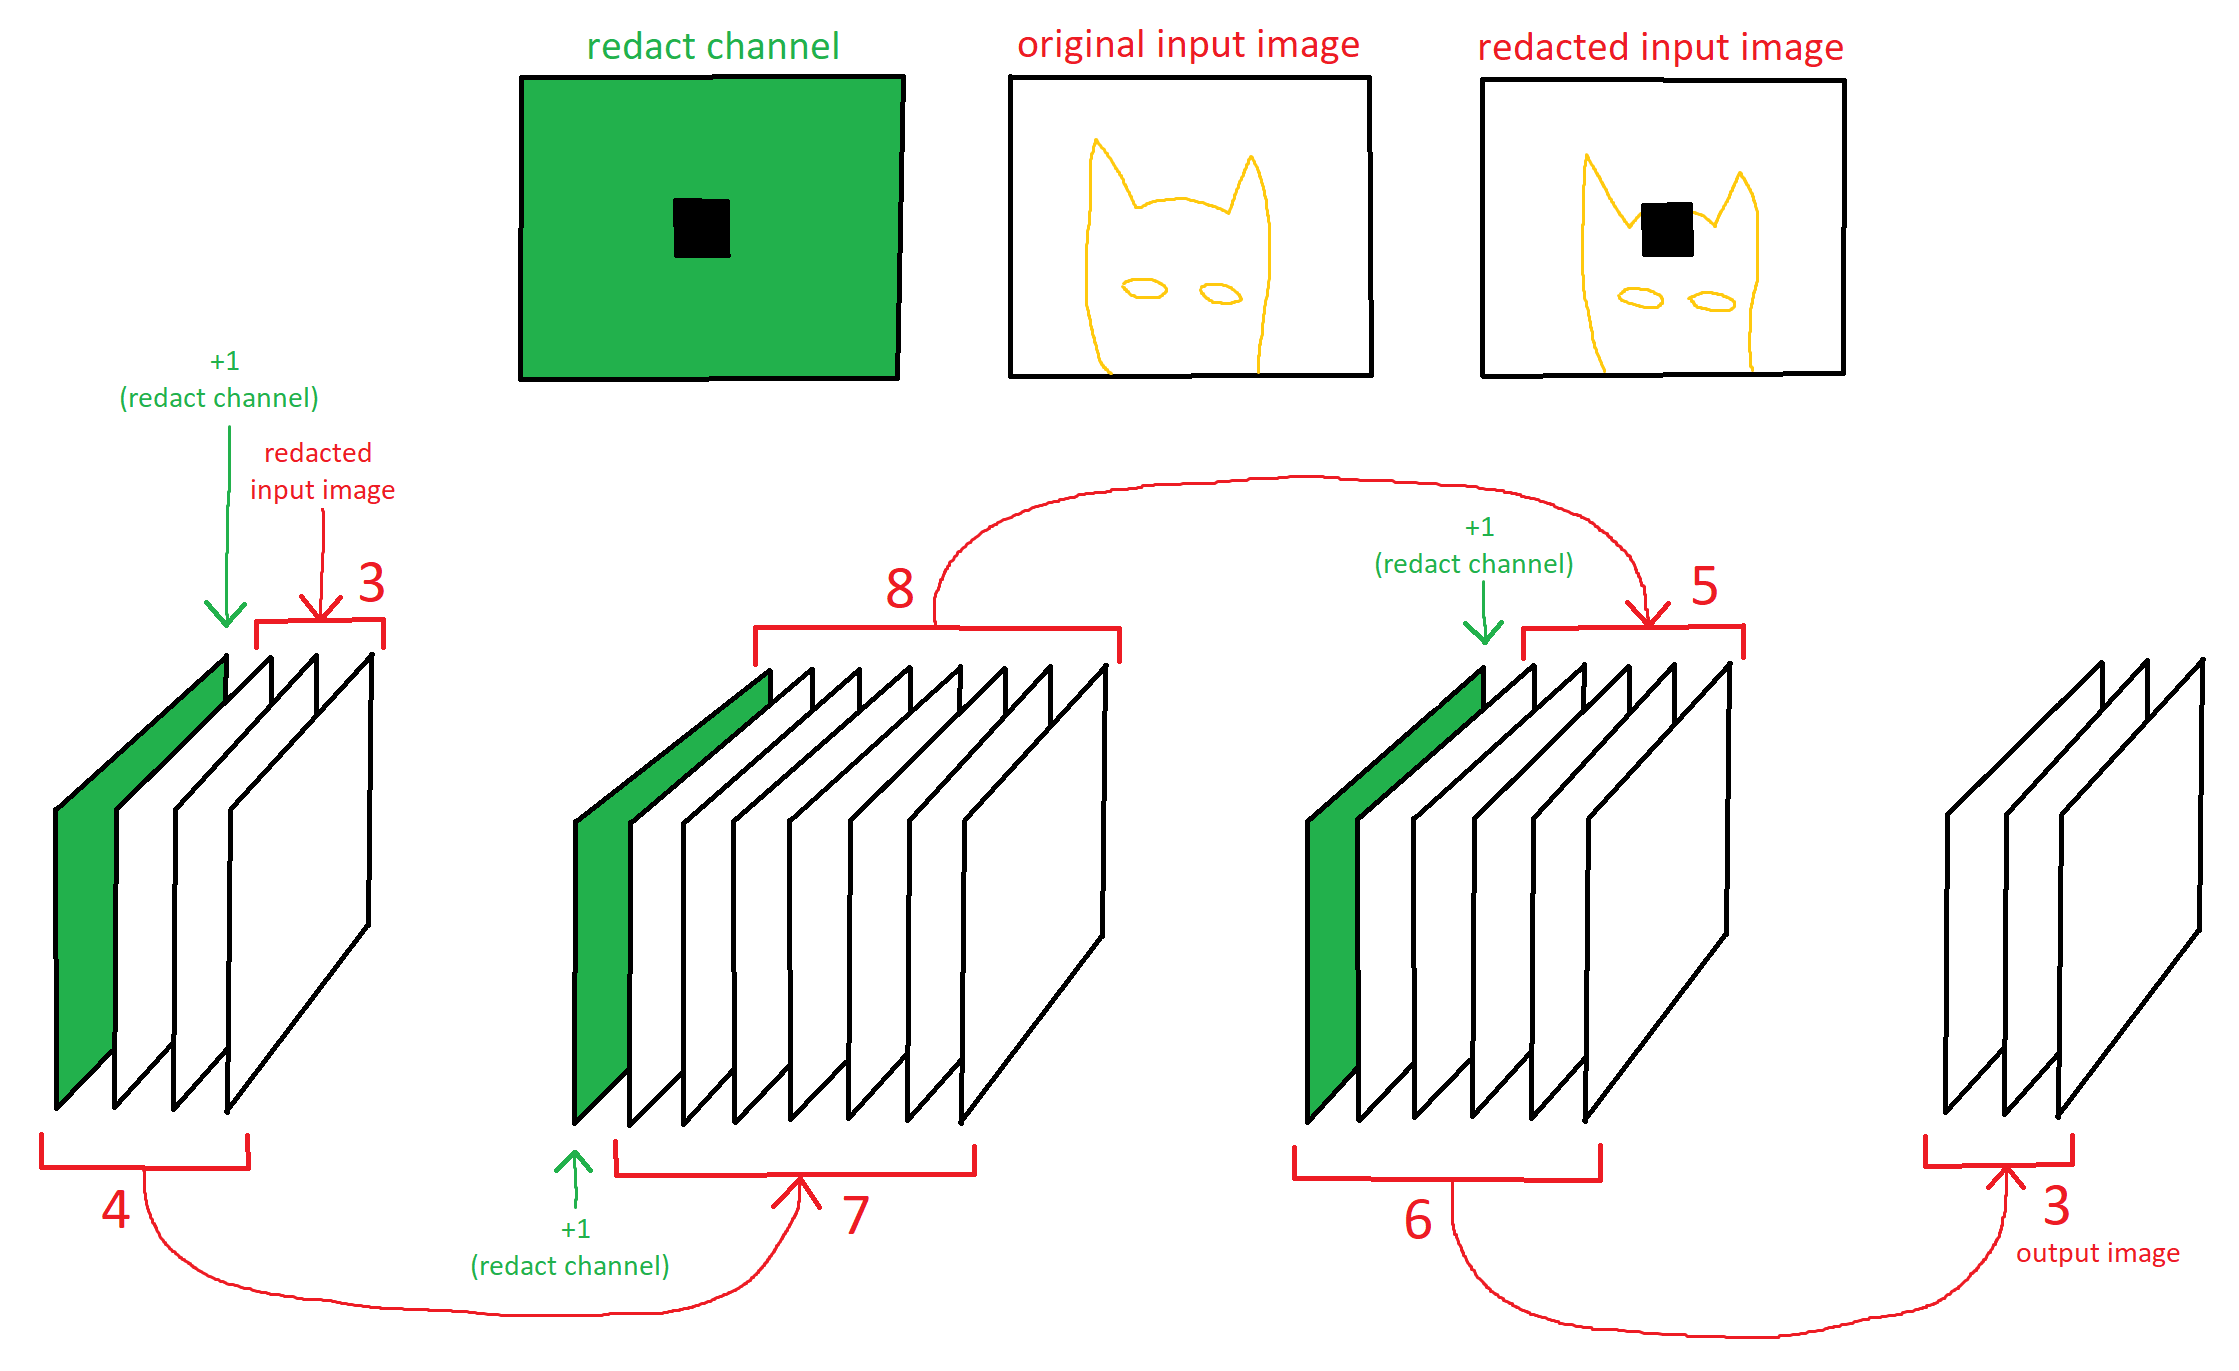 redact channel
original input image
redacted input image
+1
(redact channel)
redacted
input image
3
8
+1
(redact channel)
5
4
+1
(redact channel)
7
6
3
output image